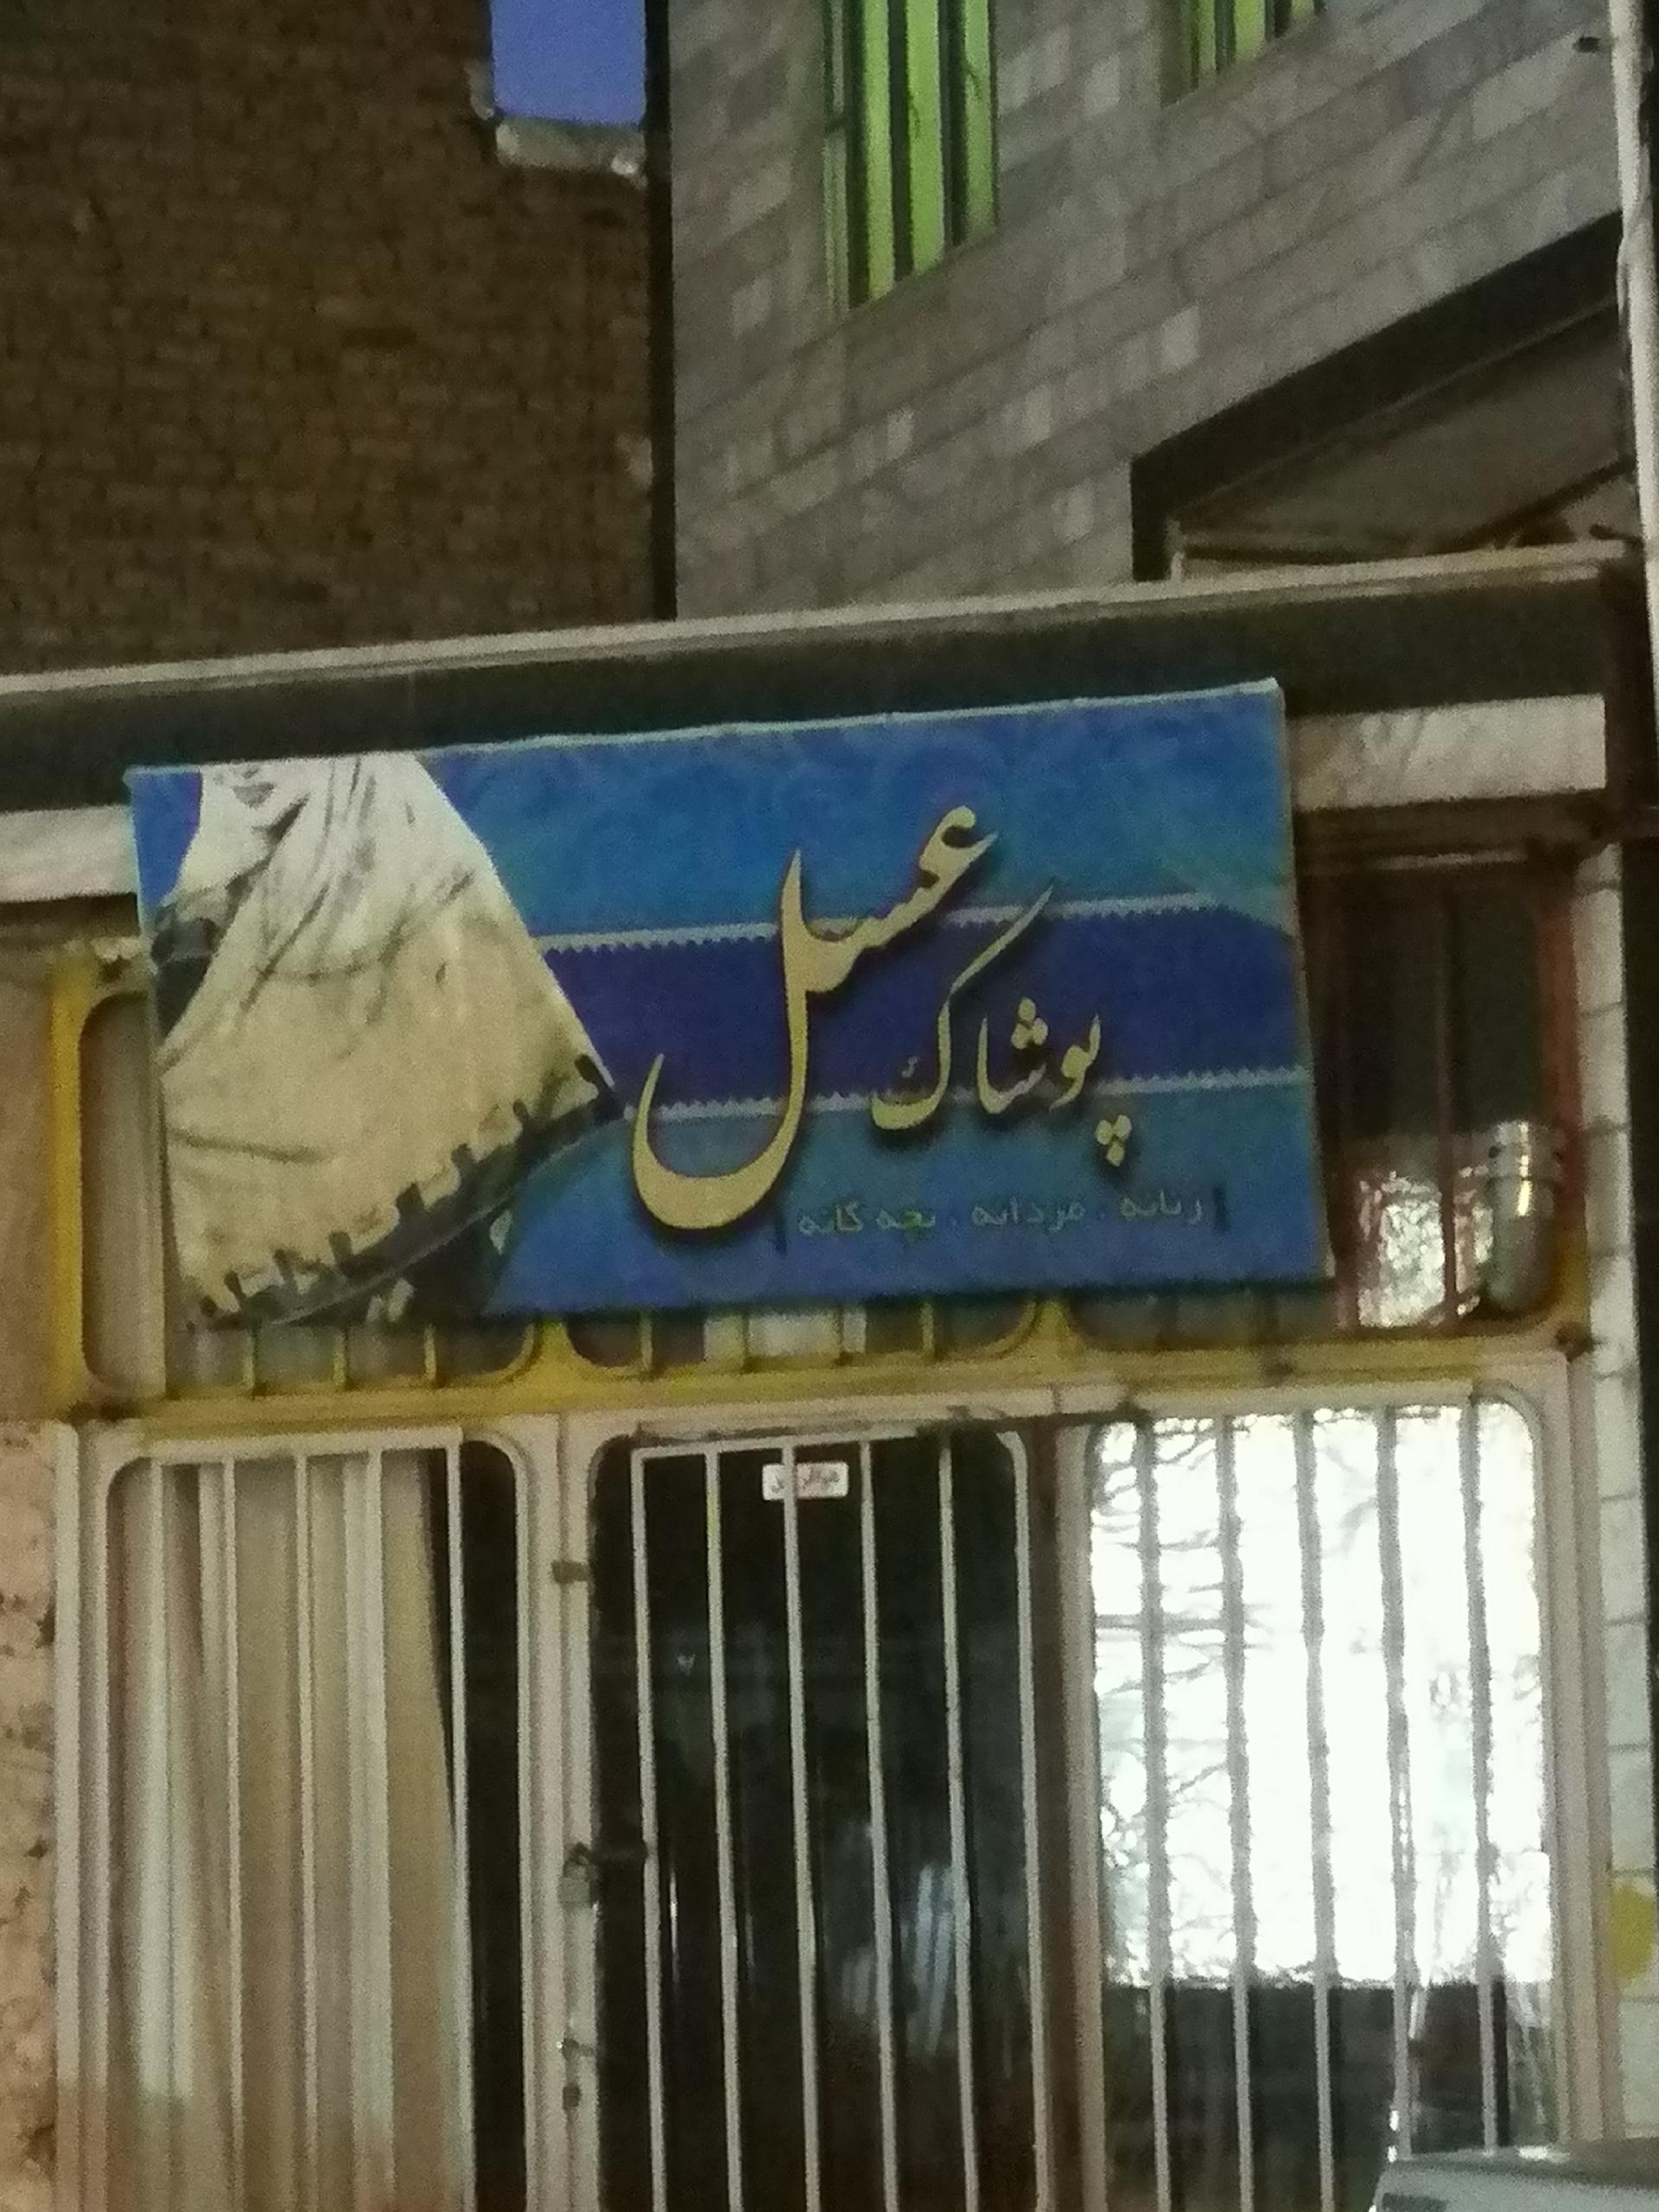 پوشاک عسل
زنانه . مردانه . بچه گانه